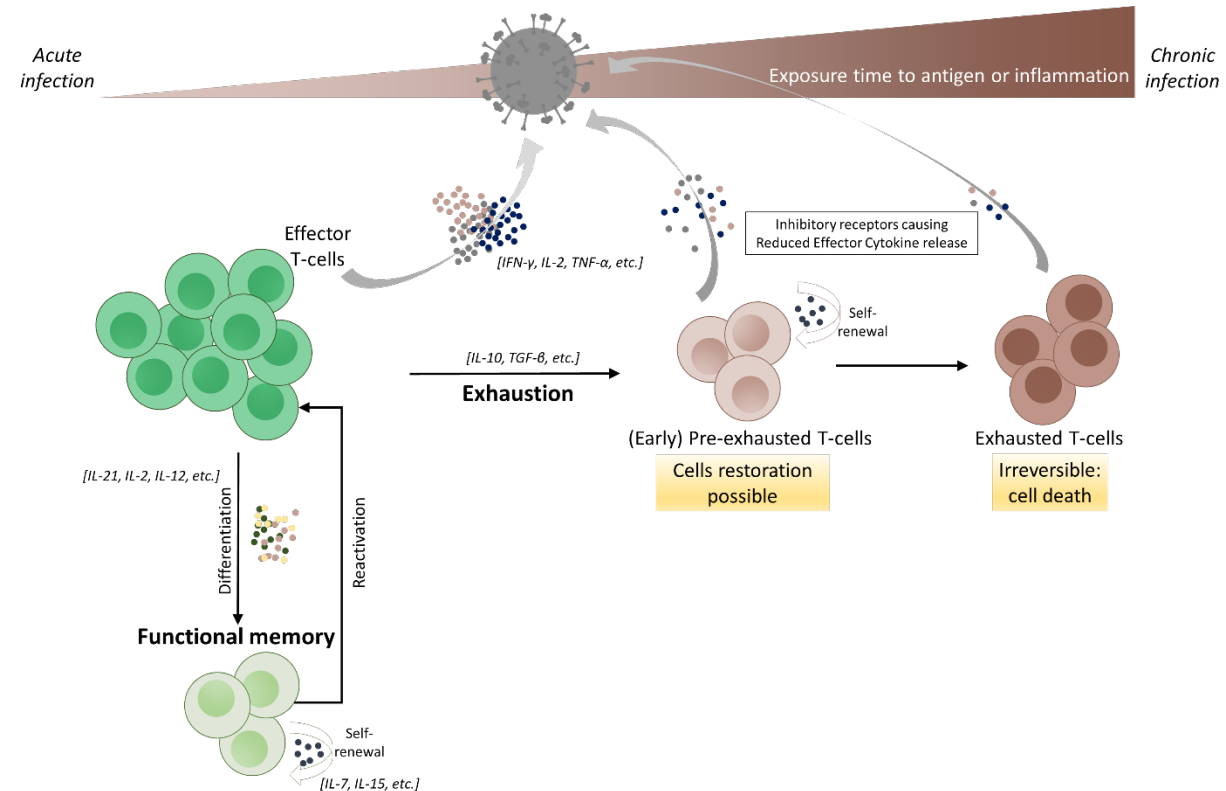 Acute
infection
Exposure time to antigen or inflammation
Chronic
infection
Effector
T-cells
[IFN-γ, IL-2, TNF-α, etc.]
Inhibitory receptors causing
Reduced Effector Cytokine release
Self-
renewal
[IL-10, TGF-ϐ, etc.]
Exhaustion
(Early) Pre-exhausted T-cells
Cells restoration
possible
Exhausted T-cells
Irreversible:
cell death
[IL-21, IL-2, IL-12, etc.]
Differentiation
Reactivation
Functional memory
Self-
renewal
[IL-7, IL-15, etc.]